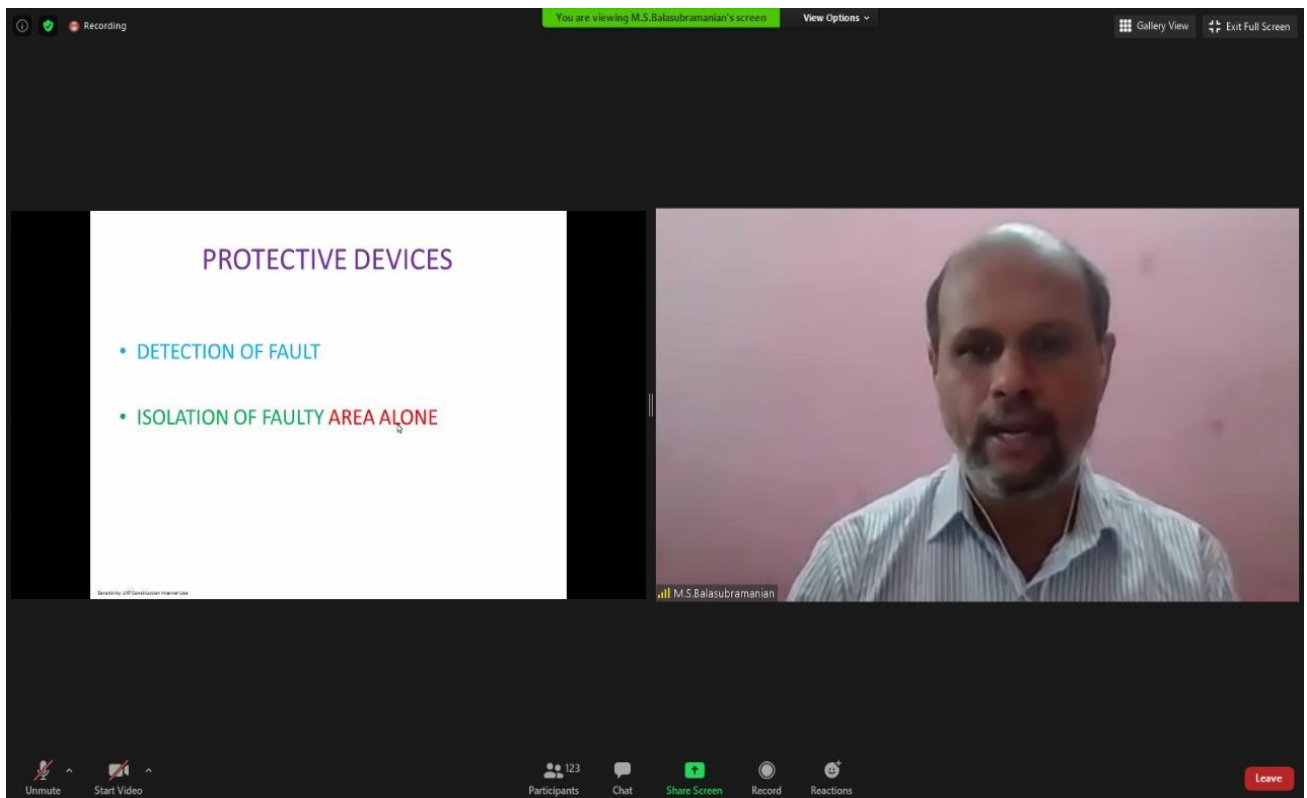 Recording
You are viewing M.S.Balasubramanian's screen
View Options
Gallery View
Exit Full Screen
PROTECTIVE DEVICES
• DETECTION OF FAULT
• ISOLATION OF FAULTY AREA ALONE
M.S.Balasubramanian
Unmute
Start Video
123
Participants
Chat
Share Screen
Record
Reactions
Leave